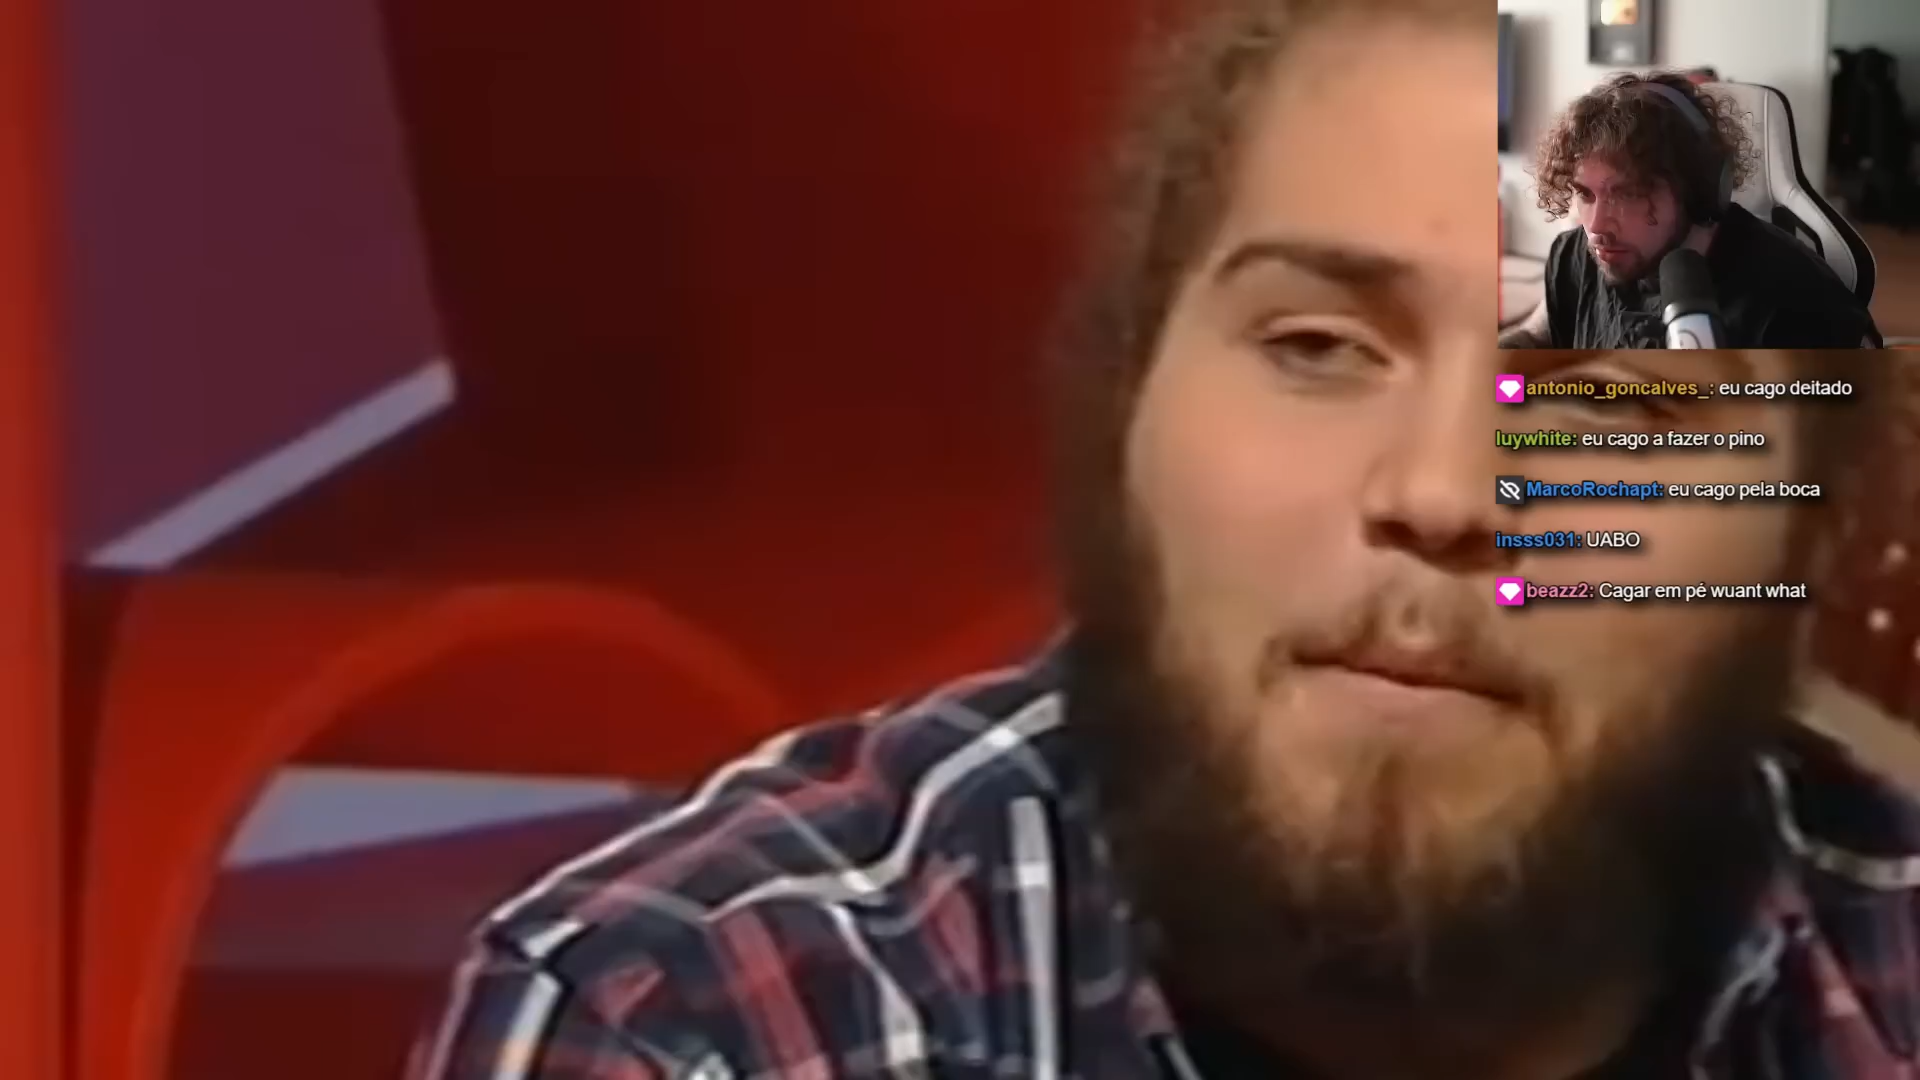 antonio_goncalves_: eu cago deitado
luywhite: eu cago a fazer o pino
MarcoRochapt: eu cago pela boca
insss031: UABO
beazz2: Cagar em pé wuant what